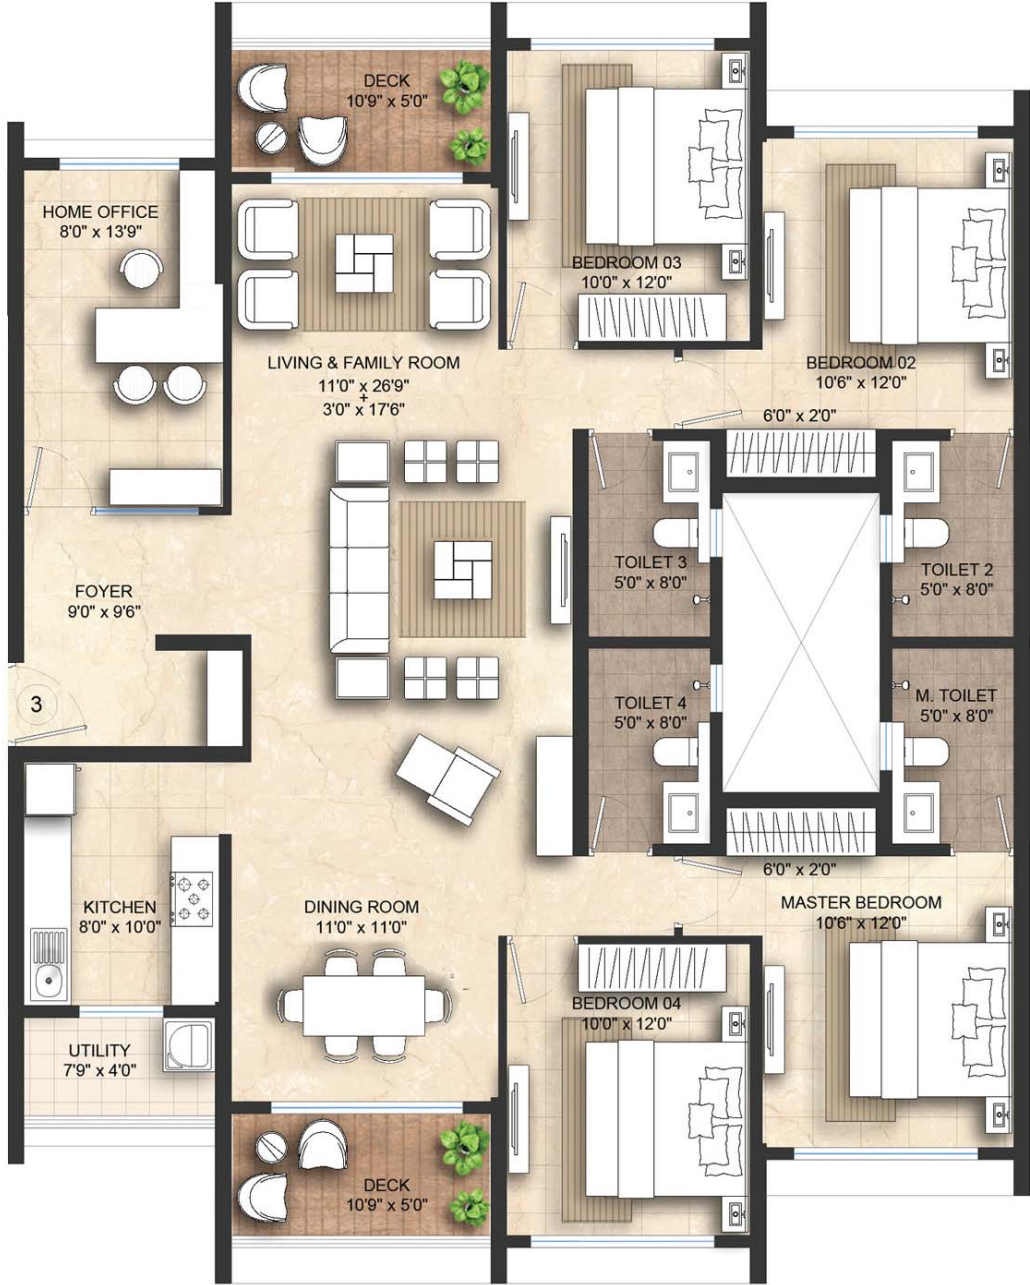 DECK
10'9" x 5'0"
HOME OFFICE
8'0" x 13'9"
BEDROOM 03
10'0" x 12'0"
LIVING & FAMILY ROOM
11'0" x 26'9"
+
3'0" x 17'6"
BEDROOM 02
10'6" x 12'0"
6'0" x 2'0"
TOILET 3
5'0" x 8'0"
TOILET 2
5'0" x 8'0"
FOYER
9'0" x 9'6"
3
TOILET 4
5'0" x 8'0"
M. TOILET
5'0" x 8'0"
6'0" x 2'0"
MASTER BEDROOM
10'6" x 12'0"
KITCHEN
8'0" x 10'0"
DINING ROOM
11'0" x 11'0"
BEDROOM 04
10'0" x 12'0"
UTILITY
7'9" x 4'0"
DECK
10'9" x 5'0"